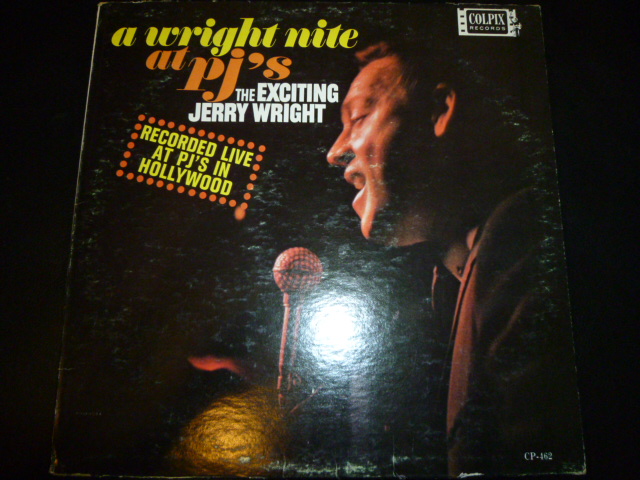 a wright nite
at pj's
THE EXCITING
JERRY WRIGHT
RECORDED LIVE
AT PJ'S IN
HOLLYWOOD
COLPIX
RECORDS
CP-462